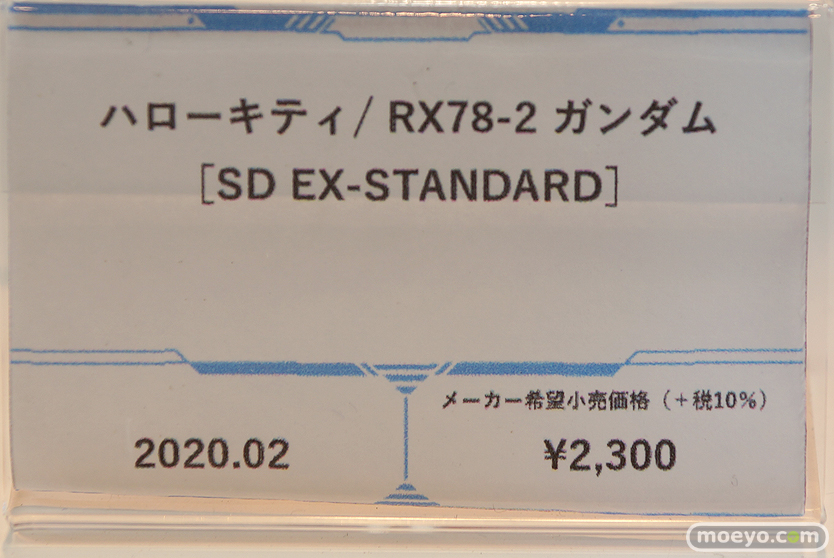 ハローキティ/ RX78-2 ガンダム
［SD EX-STANDARD］
メーカー希望小売価格（＋税10%）
2020.02
¥2,300
moeyo.com